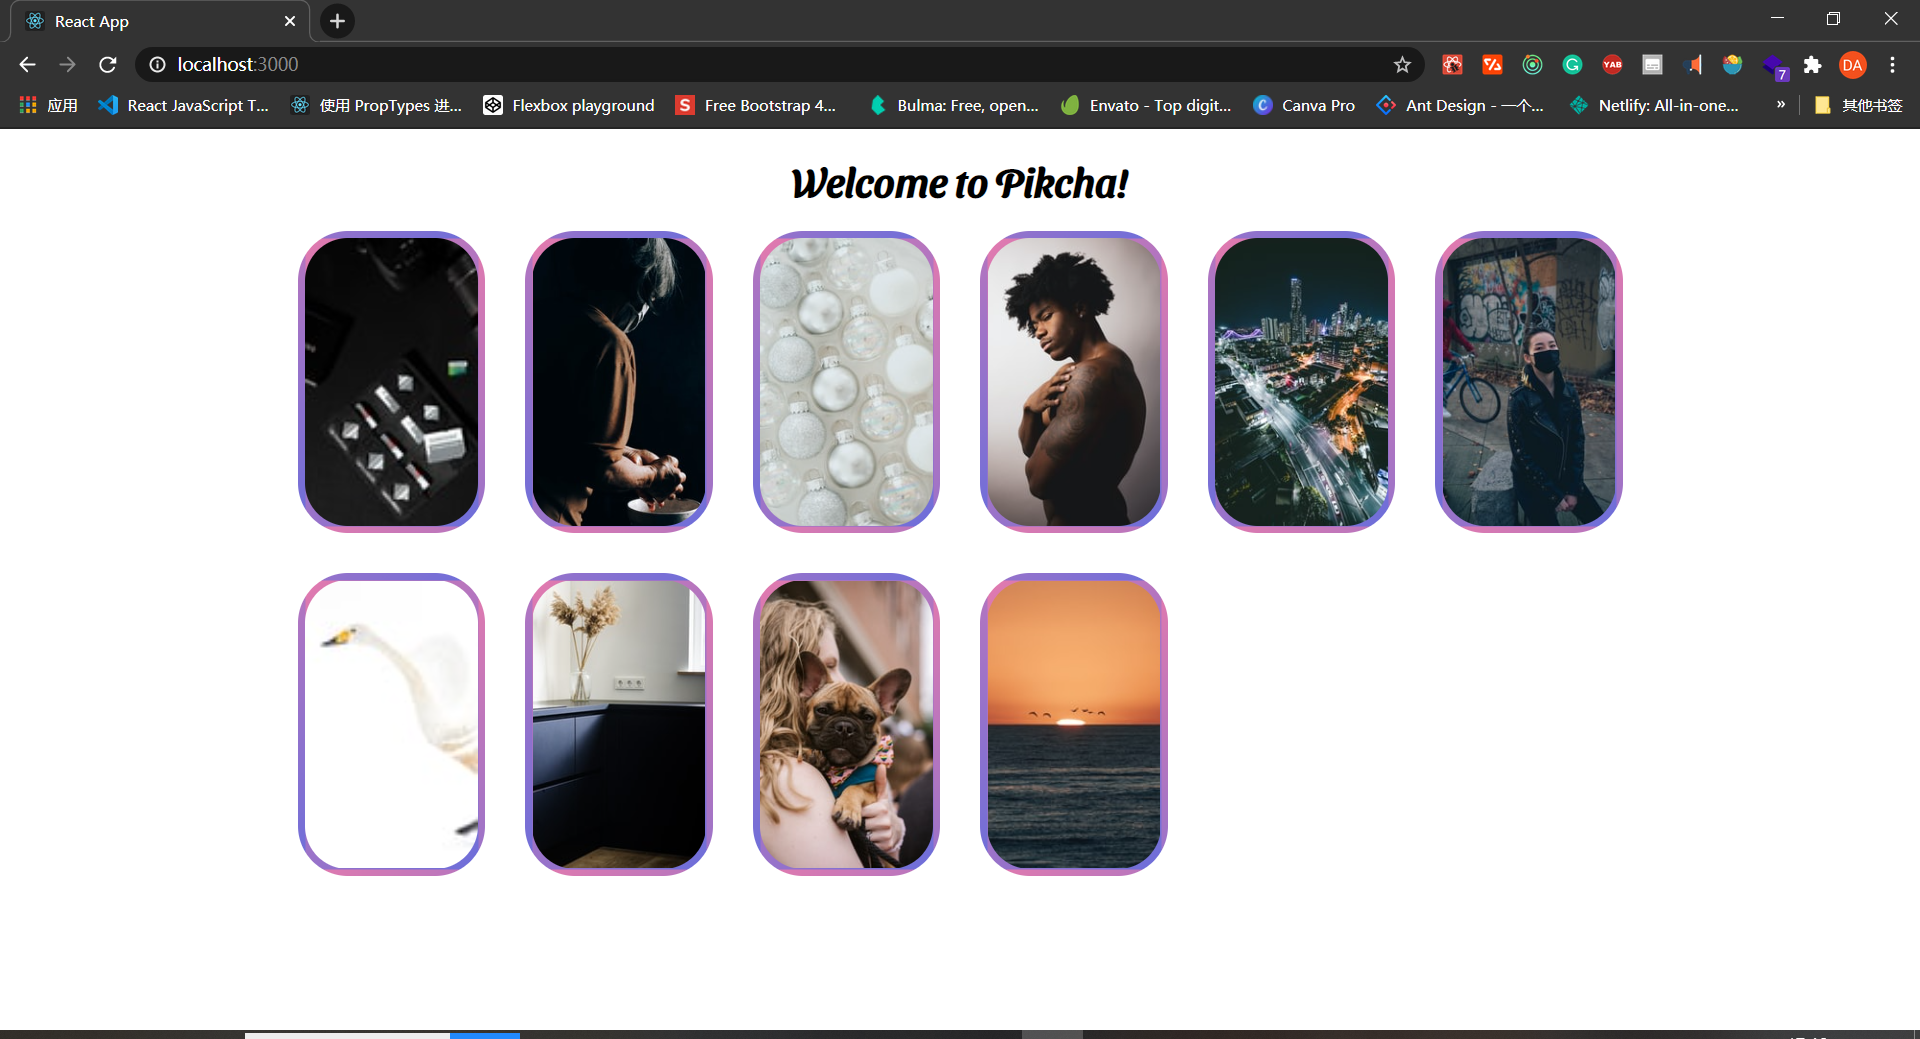 React App
localhost:3000
YAB
7
DA
应用
React JavaScript T...
使用 PropTypes 进...
Flexbox playground
S
Free Bootstrap 4...
Bulma: Free, open...
Envato - Top digit...
C
Canva Pro
Ant Design - 一个...
Netlify: All-in-one...
»
其他书签
Welcome to Pikcha!